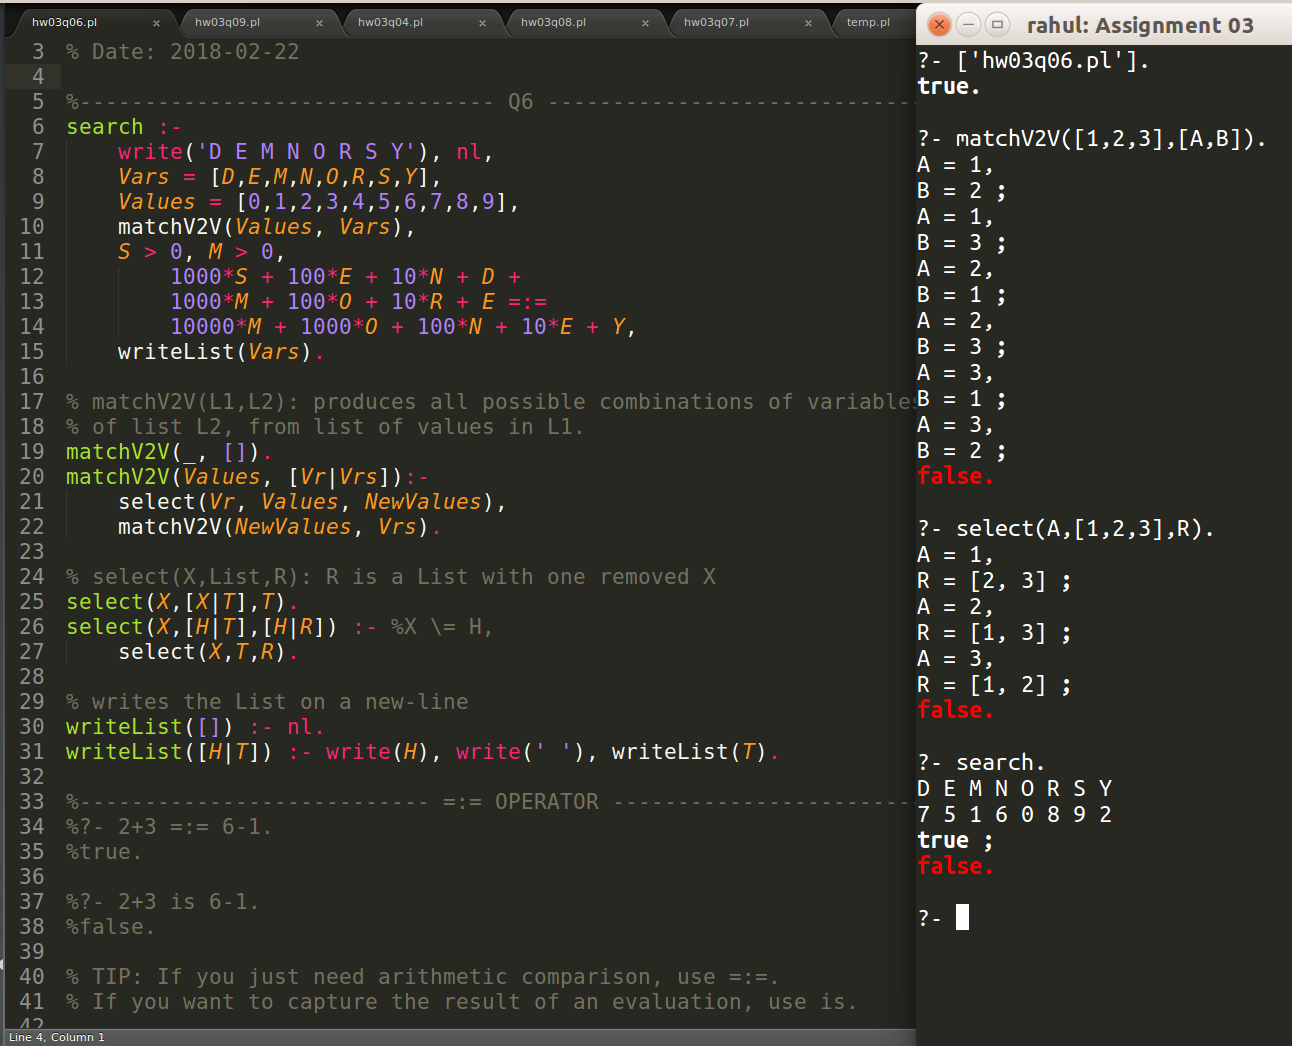 hw03q06.pl × hw03q09.pl × hw03q04.pl × hw03q08.pl × hw03q07.pl × temp.pl
3 % Date: 2018-02-22
4
5 %-------------------------------- Q6 -----------------------------
6 search :-
7 write('D E M N O R S Y'), nl,
8 Vars = [D,E,M,N,O,R,S,Y],
9 Values = [0,1,2,3,4,5,6,7,8,9],
10 matchV2V(Values, Vars),
11 S > 0, M > 0,
12 1000*S + 100*E + 10*N + D +
13 1000*M + 100*O + 10*R + E =:=
14 10000*M + 1000*O + 100*N + 10*E + Y,
15 writeList(Vars).
16
17 % matchV2V(L1,L2): produces all possible combinations of variables
18 % of list L2, from list of values in L1.
19 matchV2V(_, []).
20 matchV2V(Values, [Vr|Vrs]):-
21 select(Vr, Values, NewValues),
22 matchV2V(NewValues, Vrs).
23
24 % select(X,List,R): R is a List with one removed X
25 select(X,[X|T],T).
26 select(X,[H|T],[H|R]) :- %X \= H,
27 select(X,T,R).
28
29 % writes the List on a new-line
30 writeList([]) :- nl.
31 writeList([H|T]) :- write(H), write(' '), writeList(T).
32
33 %--------------------------- =:= OPERATOR ------------------------
34 %?- 2+3 =:= 6-1.
35 %true.
36
37 %?- 2+3 is 6-1.
38 %false.
39
40 % TIP: If you just need arithmetic comparison, use =:=.
41 % If you want to capture the result of an evaluation, use is.
42
Line 4, Column 1
rahul: Assignment 03
?- ['hw03q06.pl'].
true.
?- matchV2V([1,2,3],[A,B]).
A = 1,
B = 2 ;
A = 1,
B = 3 ;
A = 2,
B = 1 ;
A = 2,
B = 3 ;
A = 3,
B = 1 ;
A = 3,
B = 2 ;
false.
?- select(A,[1,2,3],R).
A = 1,
R = [2, 3] ;
A = 2,
R = [1, 3] ;
A = 3,
R = [1, 2] ;
false.
?- search.
D E M N O R S Y
7 5 1 6 0 8 9 2
true ;
false.
?-